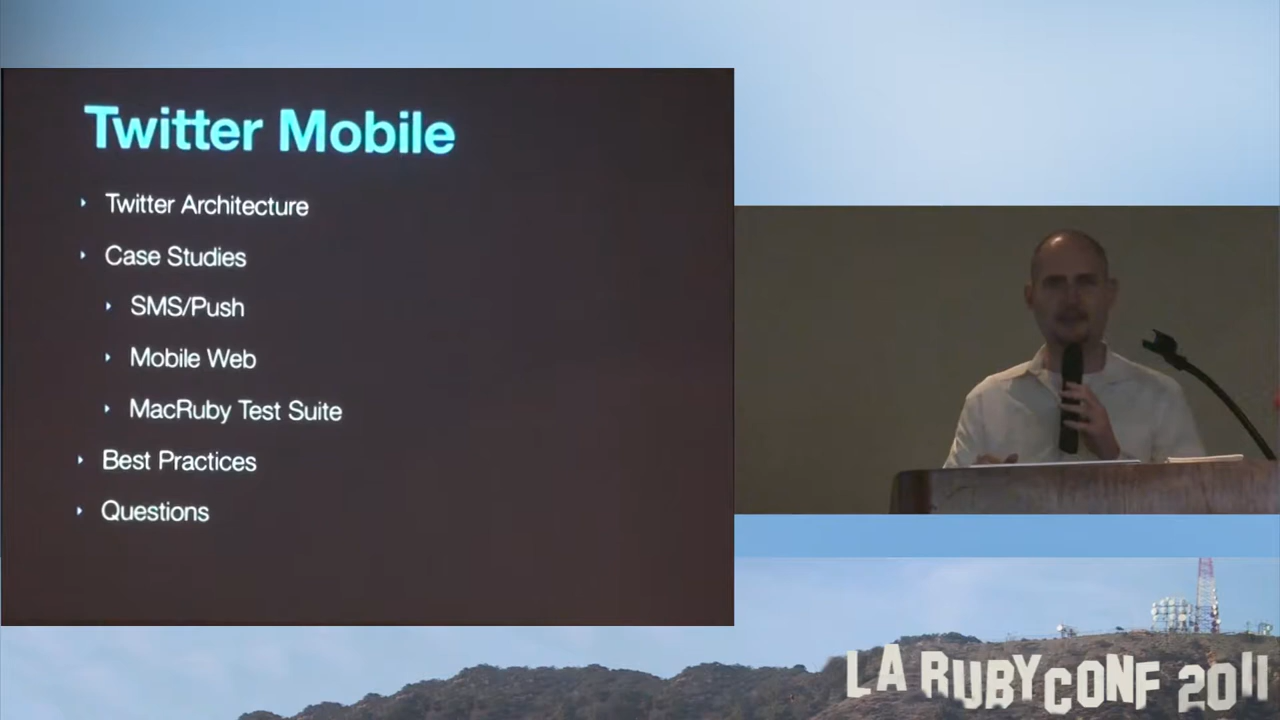 Twitter Mobile
Twitter Architecture
Case Studies
SMS/Push
Mobile Web
MacRuby Test Suite
Best Practices
Questions
LA RUBYCONF 2011